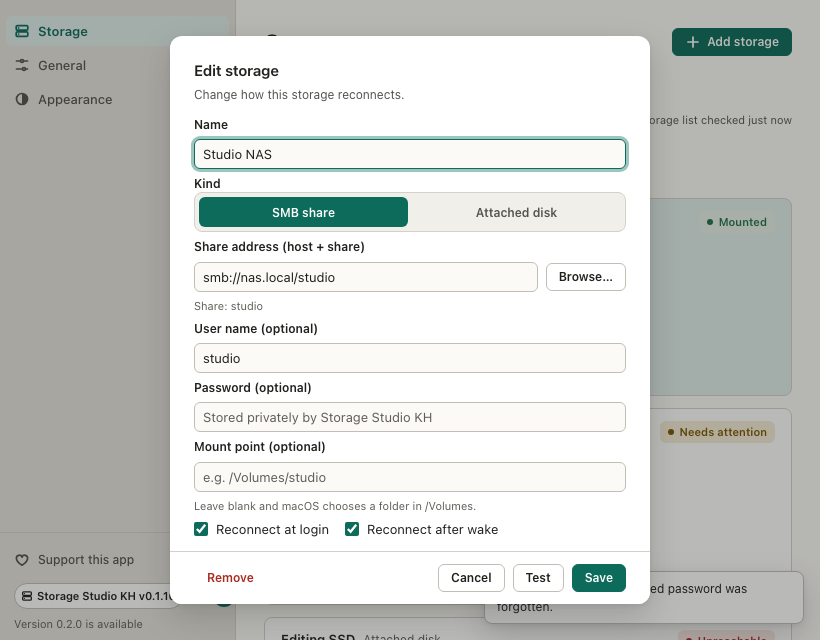 Storage
General
Appearance
Add storage
orage list checked just now
Mounted
Needs attention
Edit storage
Change how this storage reconnects.
Name
Studio NAS
Kind
SMB share
Attached disk
Share address (host + share)
smb://nas.local/studio
Browse...
Share: studio
User name (optional)
studio
Password (optional)
Stored privately by Storage Studio KH
Mount point (optional)
e.g. /Volumes/studio
Leave blank and macOS chooses a folder in /Volumes.
Reconnect at login
Reconnect after wake
Remove
Cancel
Test
Save
Support this app
Storage Studio KH
Version 0.2.0 is available
ed password was
forgotten.
Editing SSD Attached disk